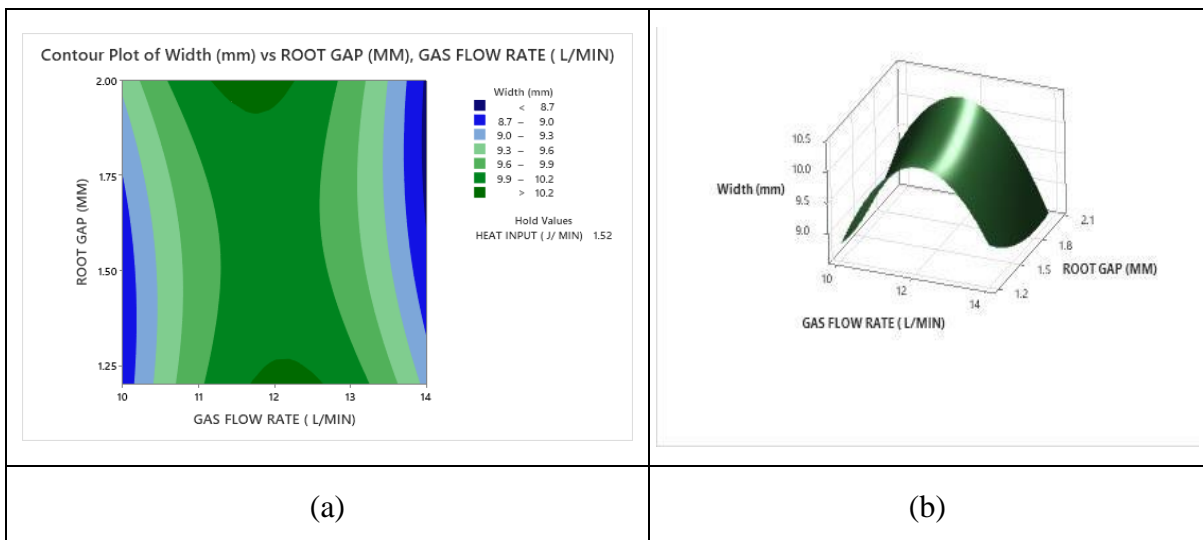 Contour Plot of Width (mm) vs ROOT GAP (MM), GAS FLOW RATE ( L/MIN)
2.00
1.75
1.50
1.25
ROOT GAP (MM)
10 11 12 13 14
GAS FLOW RATE ( L/MIN)
Width (mm)
< 8.7
8.7 – 9.0
9.0 – 9.3
9.3 – 9.6
9.6 – 9.9
9.9 – 10.2
> 10.2
Hold Values
HEAT INPUT ( J/ MIN) 1.52
10.5
10.0
Width (mm)
9.5
9.0
10
12
14
GAS FLOW RATE ( L/MIN)
2.1
1.8
1.5
1.2
ROOT GAP (MM)
(a)
(b)